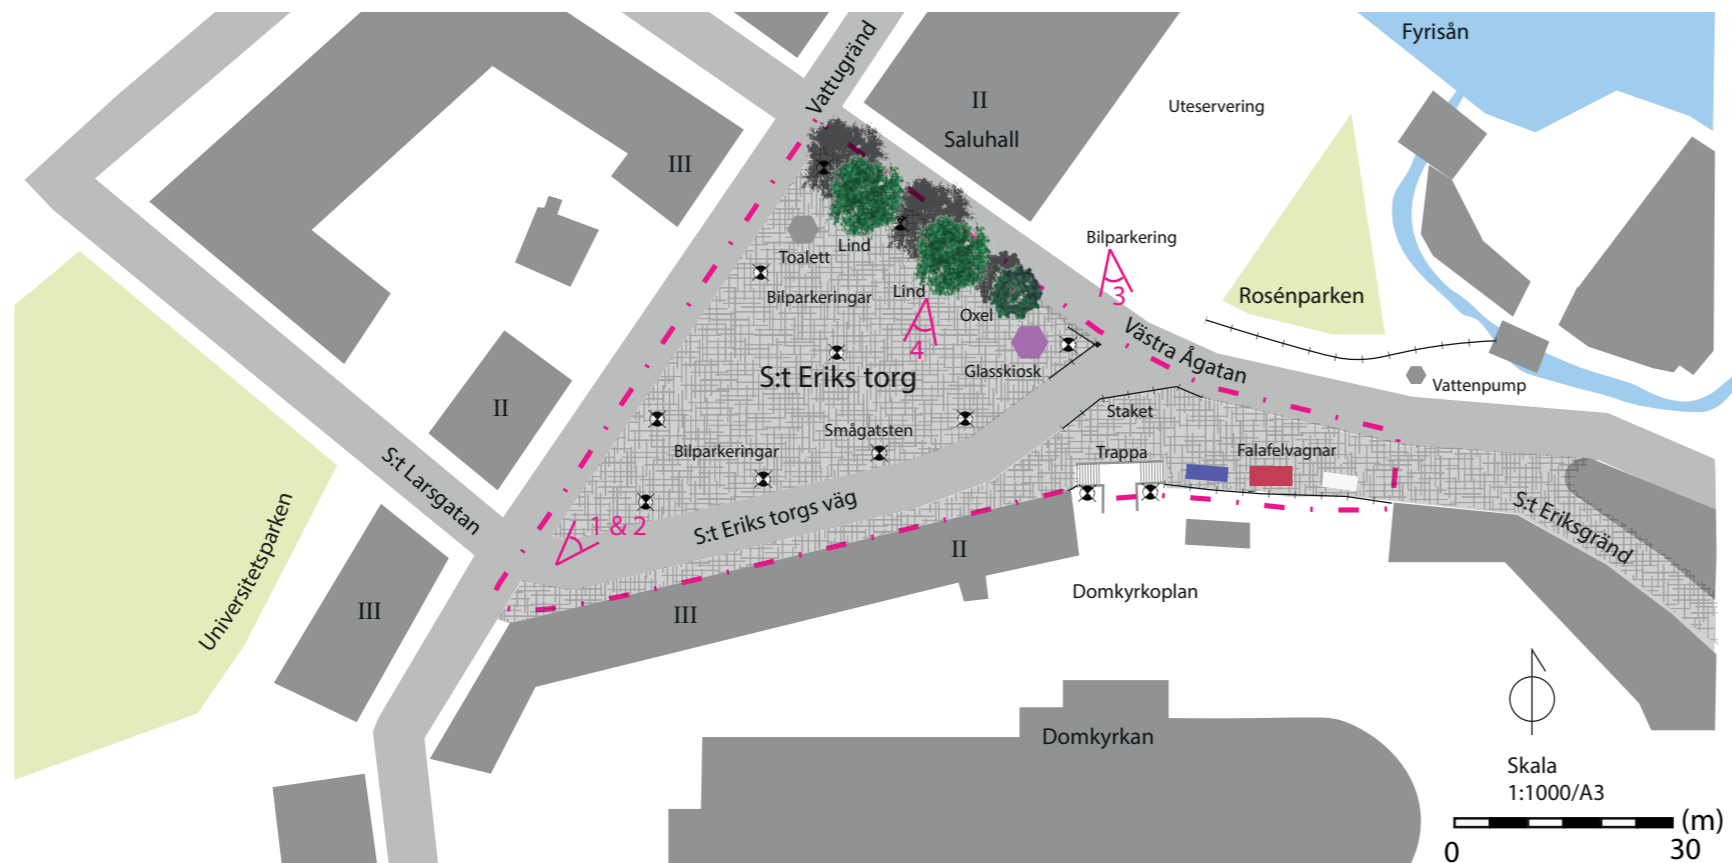 Fyrisån
Vattugränd
II
Saluhall
Uteservering
III
Lind
Toalett
Bilparkeringar
Lind
Oxel
Bilparkering
3
4
Rosénparken
Västra Ågatan
S:t Eriks torg
Glasskiosk
Vattenpump
II
Staket
Smågatsten
Bilparkeringar
Trappa
Falafelvagnar
S:t Larsgatan
Universitetsparken
1 & 2
S:t Eriks torgs väg
S:t Eriksgränd
II
III
III
Domkyrkoplan
Domkyrkan
Skala
1:1000/A3
(m)
0
30